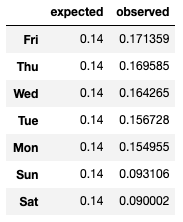 expected observed
Fri 0.14 0.171359
Thu 0.14 0.169585
Wed 0.14 0.164265
Tue 0.14 0.156728
Mon 0.14 0.154955
Sun 0.14 0.093106
Sat 0.14 0.090002